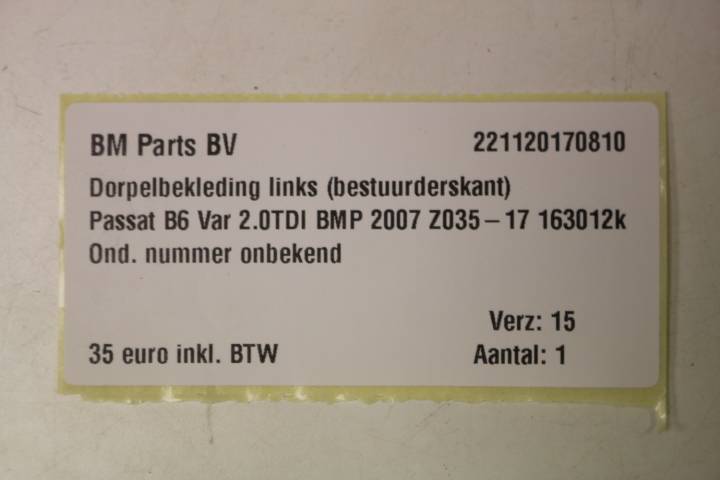 BM Parts BV 221120170810
Dorpelbekleding links (bestuurderskant)
Passat B6 Var 2.0TDI BMP 2007 Z035-17 163012k
Ond. nummer onbekend
Verz: 15
35 euro inkl. BTW Aantal: 1